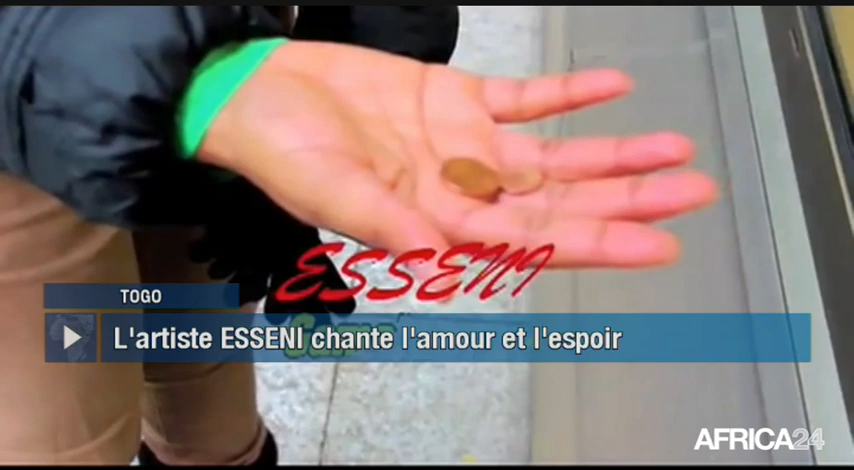 ESSENI
TOGO
L'artiste ESSENI chante l'amour et l'espoir
AFRICA24